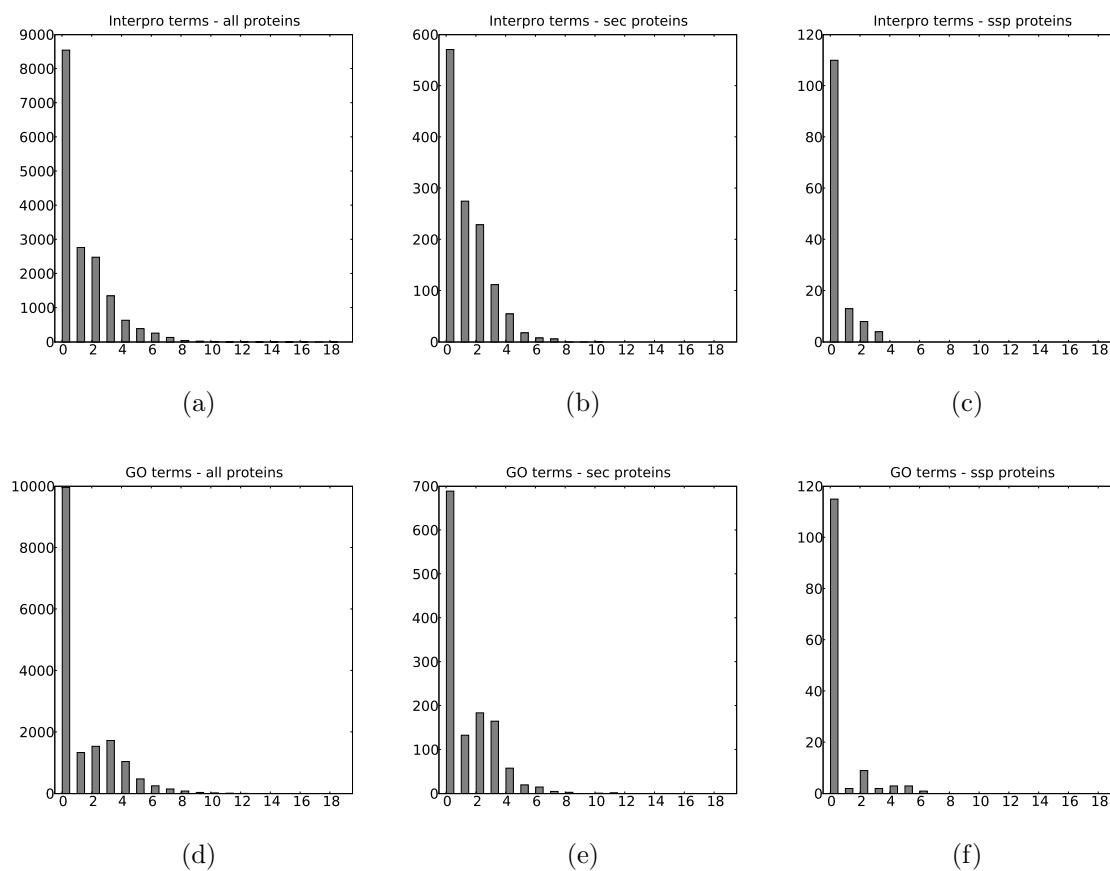 Interpro terms - all proteins
9000
8000
7000
6000
5000
4000
3000
2000
1000
0
0 2 4 6 8 10 12 14 16 18
(a)
Interpro terms - sec proteins
600
500
400
300
200
100
0
0 2 4 6 8 10 12 14 16 18
(b)
Interpro terms - ssp proteins
120
100
80
60
40
20
0
0 2 4 6 8 10 12 14 16 18
(c)
GO terms - all proteins
10000
8000
6000
4000
2000
0
0 2 4 6 8 10 12 14 16 18
(d)
GO terms - sec proteins
700
600
500
400
300
200
100
0
0 2 4 6 8 10 12 14 16 18
(e)
GO terms - ssp proteins
120
100
80
60
40
20
0
0 2 4 6 8 10 12 14 16 18
(f)